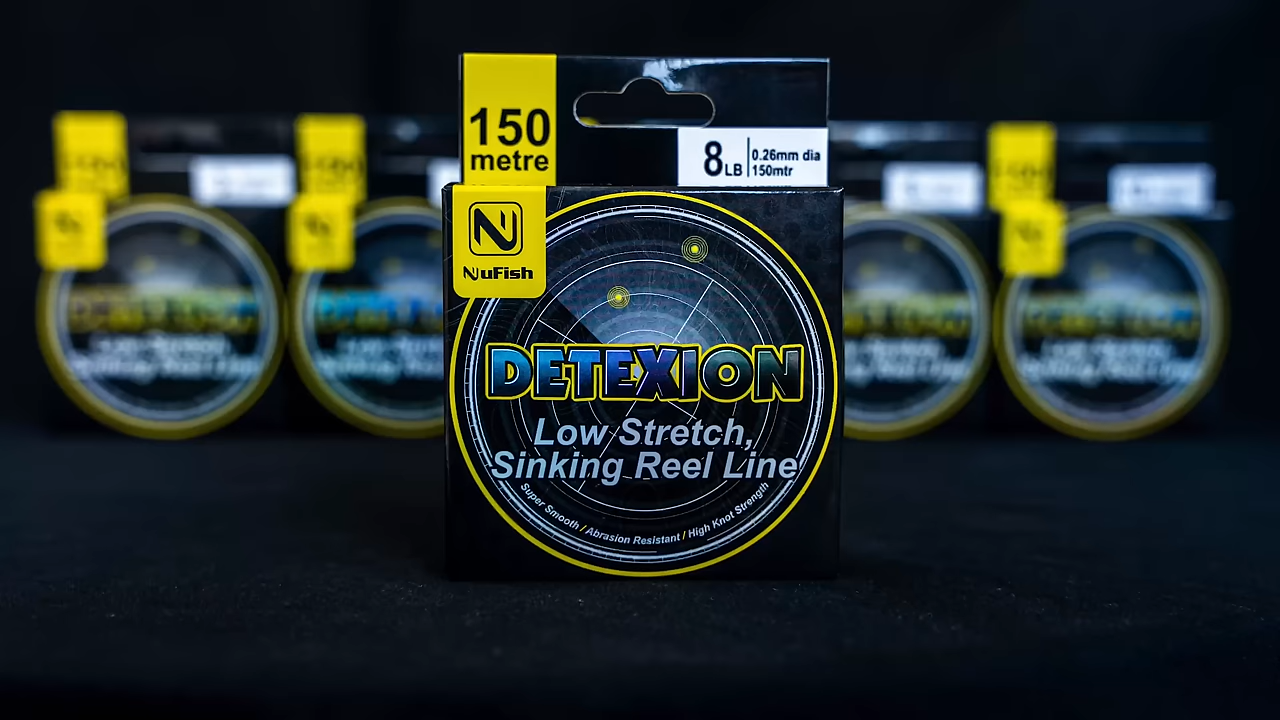 150
metre
8LB
0.26mm dia
150mtr
NuFish
DETEXION
Low Stretch,
Sinking Reel Line
Super Smooth / Abrasion Resistant / High Knot Strength